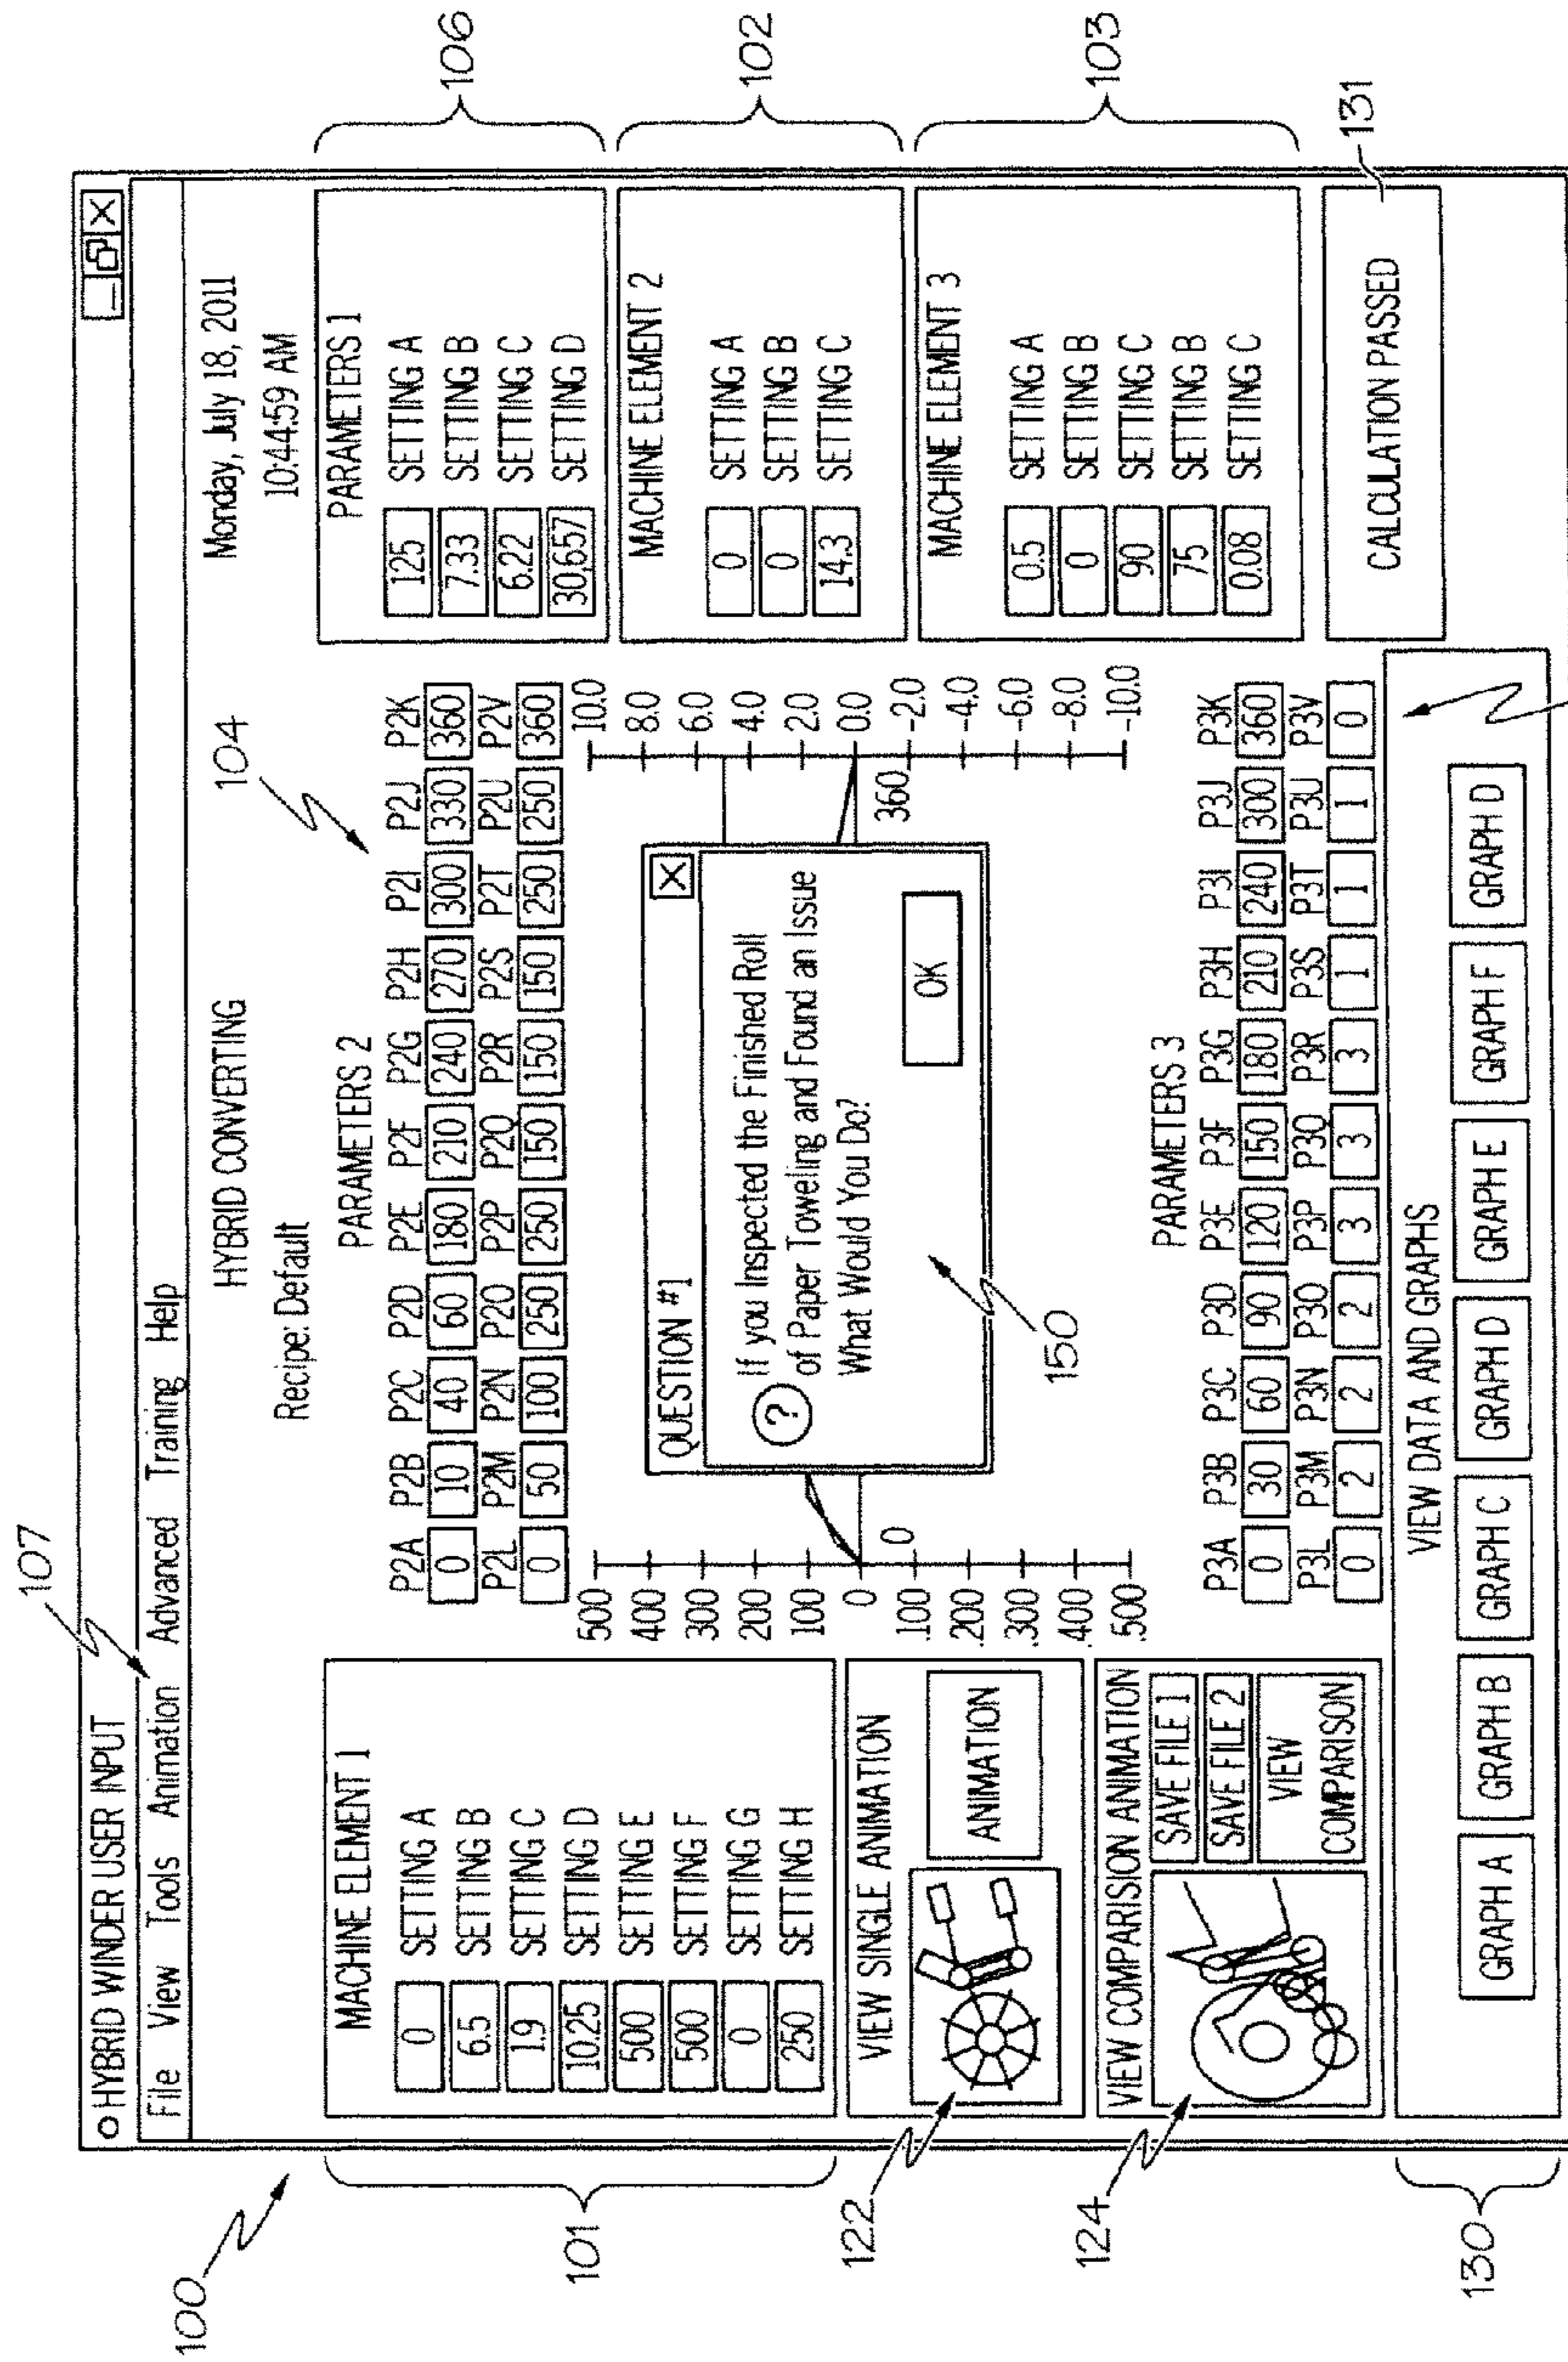 HYBRID WINDER USER INPUT
File View Tools Animation Advanced Training Help
107
100
HYBRID CONVERTING
Monday, July 18, 2011
10:44:59 AM
Recipe: Default
104
MACHINE ELEMENT 1
0 SETTING A
6.5 SETTING B
1.9 SETTING C
10.25 SETTING D
500 SETTING E
500 SETTING F
0 SETTING G
250 SETTING H
101
PARAMETERS 2
P2A P2B P2C P2D P2E P2F P2G P2H P2I P2J P2K
0 10 40 60 180 210 240 270 300 330 360
P2L P2M P2N P2O P2P P2Q P2R P2S P2T P2U P2V
0 50 100 250 250 150 150 150 250 250 360
PARAMETERS 1
125 SETTING A
7.33 SETTING B
6.22 SETTING C
30,657 SETTING D
106
500
400
300
200
100
0
.100
.200
.300
.400
.500
0
QUESTION #1
?
If you Inspected the Finished Roll
of Paper Toweling and Found an Issue
What Would You Do?
OK
150
360
10.0
8.0
6.0
4.0
2.0
0.0
-2.0
-4.0
-6.0
-8.0
-10.0
MACHINE ELEMENT 2
0 SETTING A
0 SETTING B
14.3 SETTING C
102
VIEW SINGLE ANIMATION
ANIMATION
122
MACHINE ELEMENT 3
0.5 SETTING A
0 SETTING B
90 SETTING C
75 SETTING B
0.08 SETTING C
103
VIEW COMPARISION ANIMATION
SAVE FILE 1
SAVE FILE 2
VIEW
COMPARISON
124
PARAMETERS 3
P3A P3B P3C P3D P3E P3F P3G P3H P3I P3J P3K
0 30 60 90 120 150 180 210 240 300 360
P3L P3M P3N P3O P3P P3Q P3R P3S P3T P3U P3V
0 2 2 2 3 3 3 1 1 1 0
CALCULATION PASSED
131
VIEW DATA AND GRAPHS
GRAPH A GRAPH B GRAPH C GRAPH D GRAPH E GRAPH F GRAPH D
130